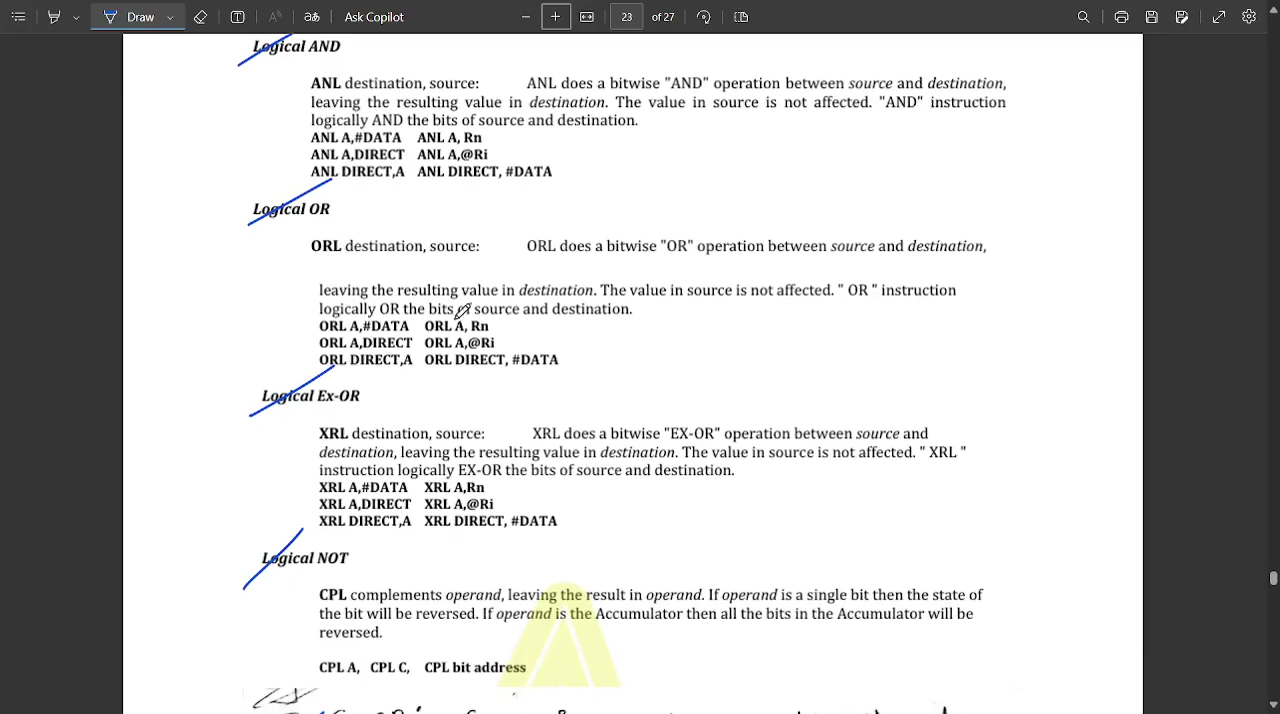 Draw
Ask Copilot
23 of 27
Logical AND
ANL destination, source: ANL does a bitwise "AND" operation between source and destination,
leaving the resulting value in destination. The value in source is not affected. "AND" instruction
logically AND the bits of source and destination.
ANL A,#DATA ANL A, Rn
ANL A,DIRECT ANL A,@Ri
ANL DIRECT,A ANL DIRECT, #DATA
Logical OR
ORL destination, source: ORL does a bitwise "OR" operation between source and destination,
leaving the resulting value in destination. The value in source is not affected. " OR " instruction
logically OR the bits source and destination.
ORL A,#DATA ORL A, Rn
ORL A,DIRECT ORL A,@Ri
ORL DIRECT,A ORL DIRECT, #DATA
Logical Ex-OR
XRL destination, source: XRL does a bitwise "EX-OR" operation between source and
destination, leaving the resulting value in destination. The value in source is not affected. " XRL "
instruction logically EX-OR the bits of source and destination.
XRL A,#DATA XRL A,Rn
XRL A,DIRECT XRL A,@Ri
XRL DIRECT,A XRL DIRECT, #DATA
Logical NOT
CPL complements operand, leaving the result in operand. If operand is a single bit then the state of
the bit will be reversed. If operand is the Accumulator then all the bits in the Accumulator will be
reversed.
CPL A, CPL C, CPL bit address